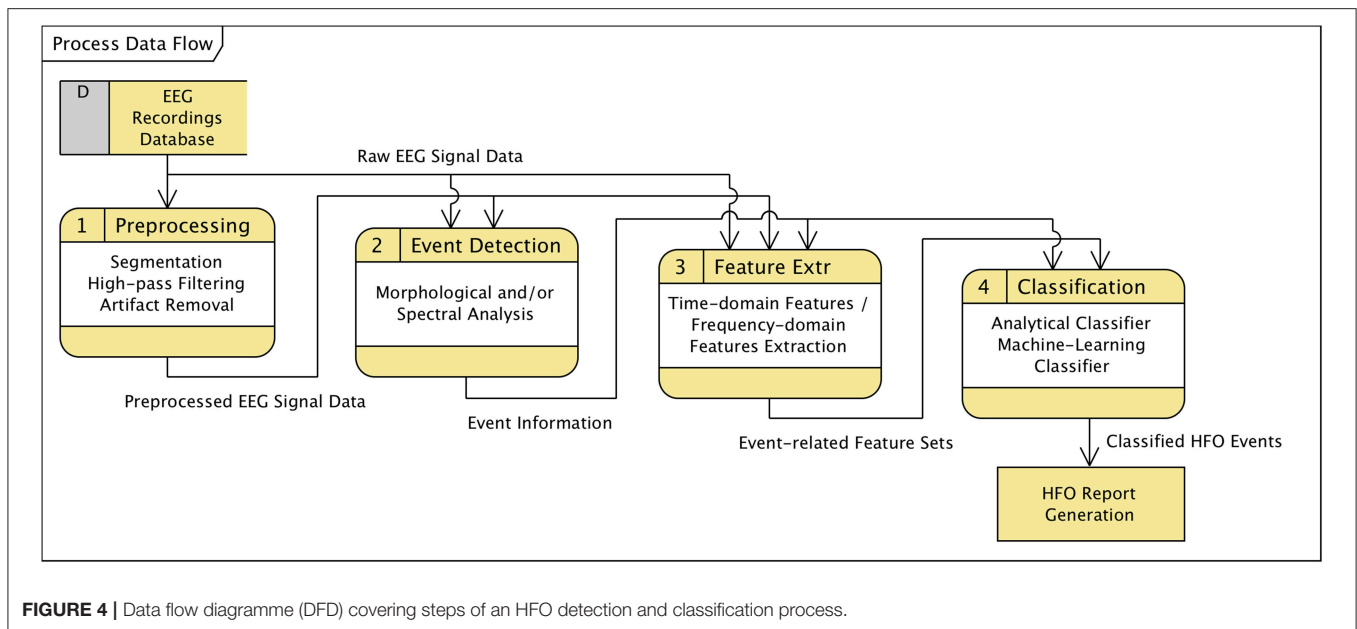 Process Data Flow
D
EEG
Recordings
Database
Raw EEG Signal Data
1 Preprocessing
Segmentation
High-pass Filtering
Artifact Removal
Preprocessed EEG Signal Data
2 Event Detection
Morphological and/or
Spectral Analysis
Event Information
3 Feature Extr
Time-domain Features /
Frequency-domain
Features Extraction
Event-related Feature Sets
4 Classification
Analytical Classifier
Machine-Learning
Classifier
Classified HFO Events
HFO Report
Generation
FIGURE 4 | Data flow diagramme (DFD) covering steps of an HFO detection and classification process.